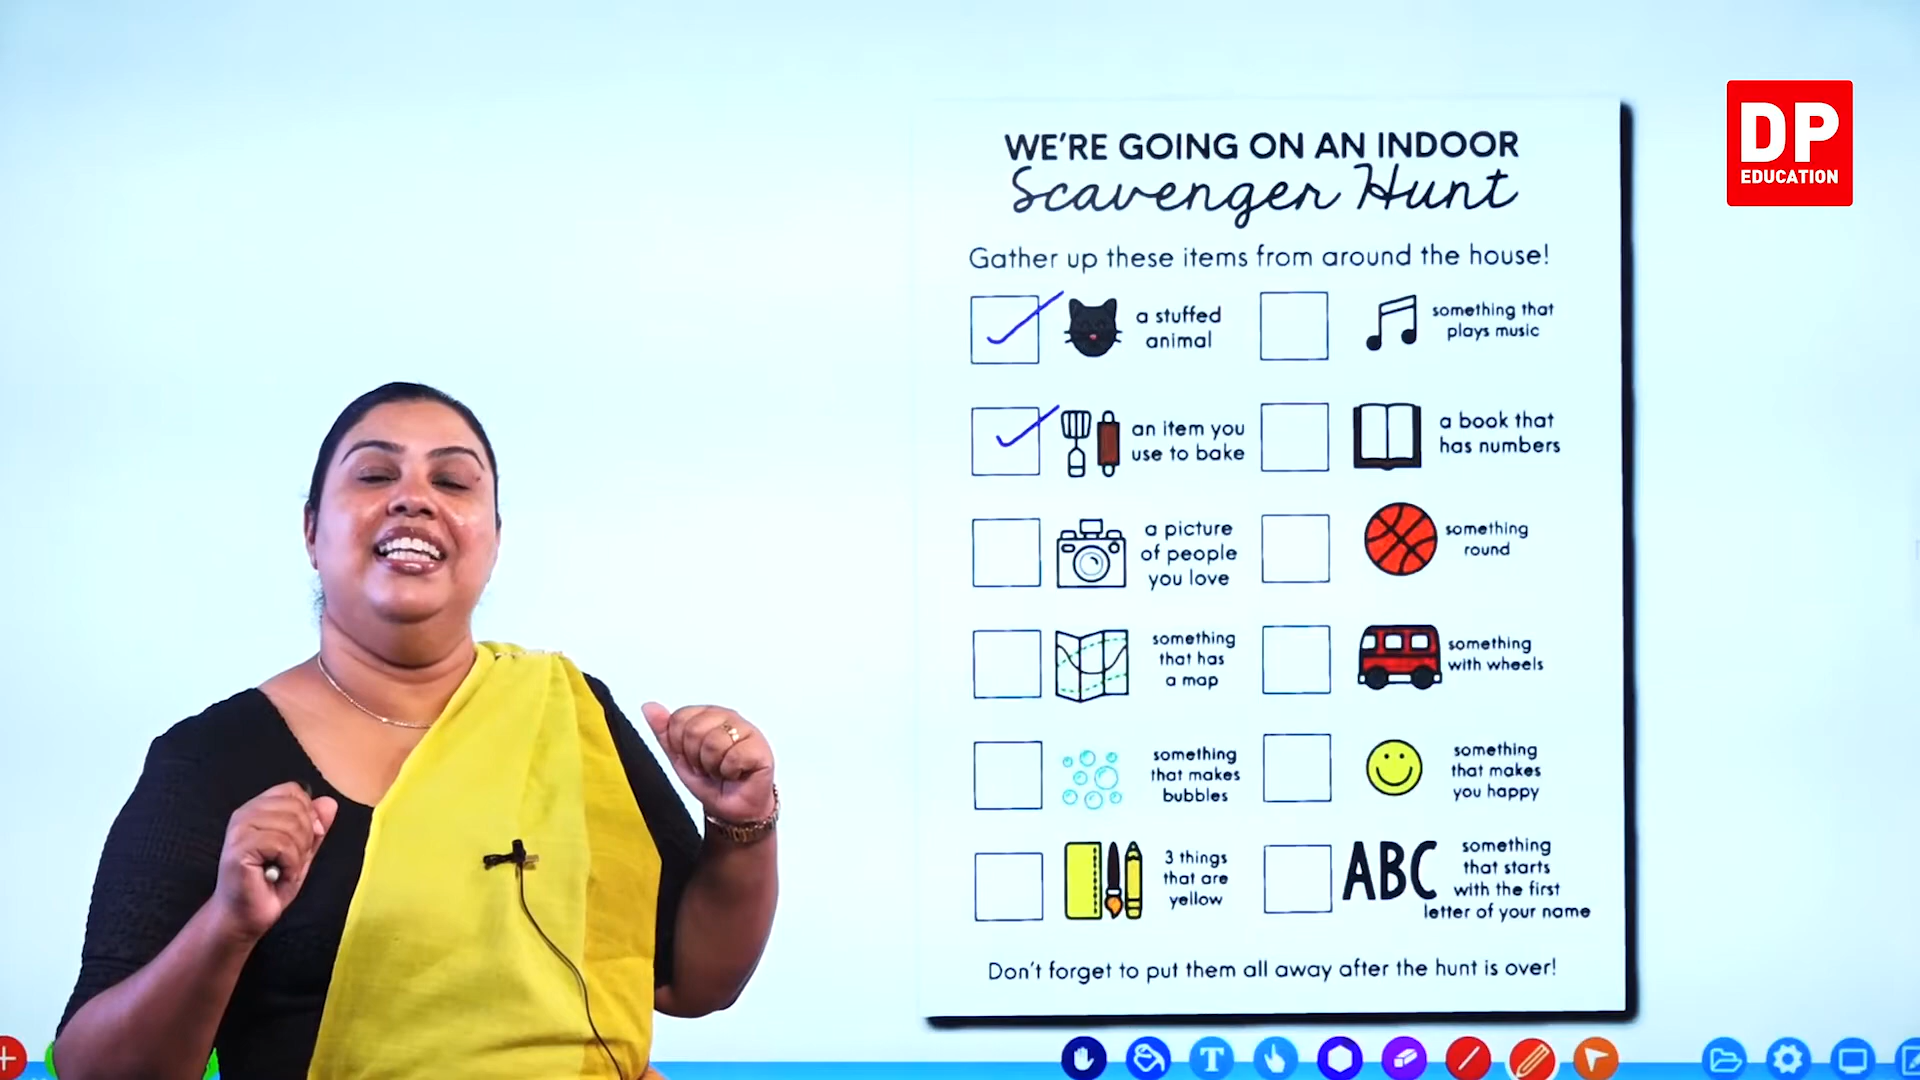 DP
EDUCATION
WE'RE GOING ON AN INDOOR
Scavenger Hunt
Gather up these items from around the house!
a stuffed
animal
something that
plays music
an item you
use to bake
a book that
has numbers
a picture
of people
you love
something
round
something
that has
a map
something
with wheels
something
that makes
bubbles
something
that makes
you happy
3 things
that are
yellow
ABC
something
that starts
with the first
letter of your name
Don't forget to put them all away after the hunt is over!
T